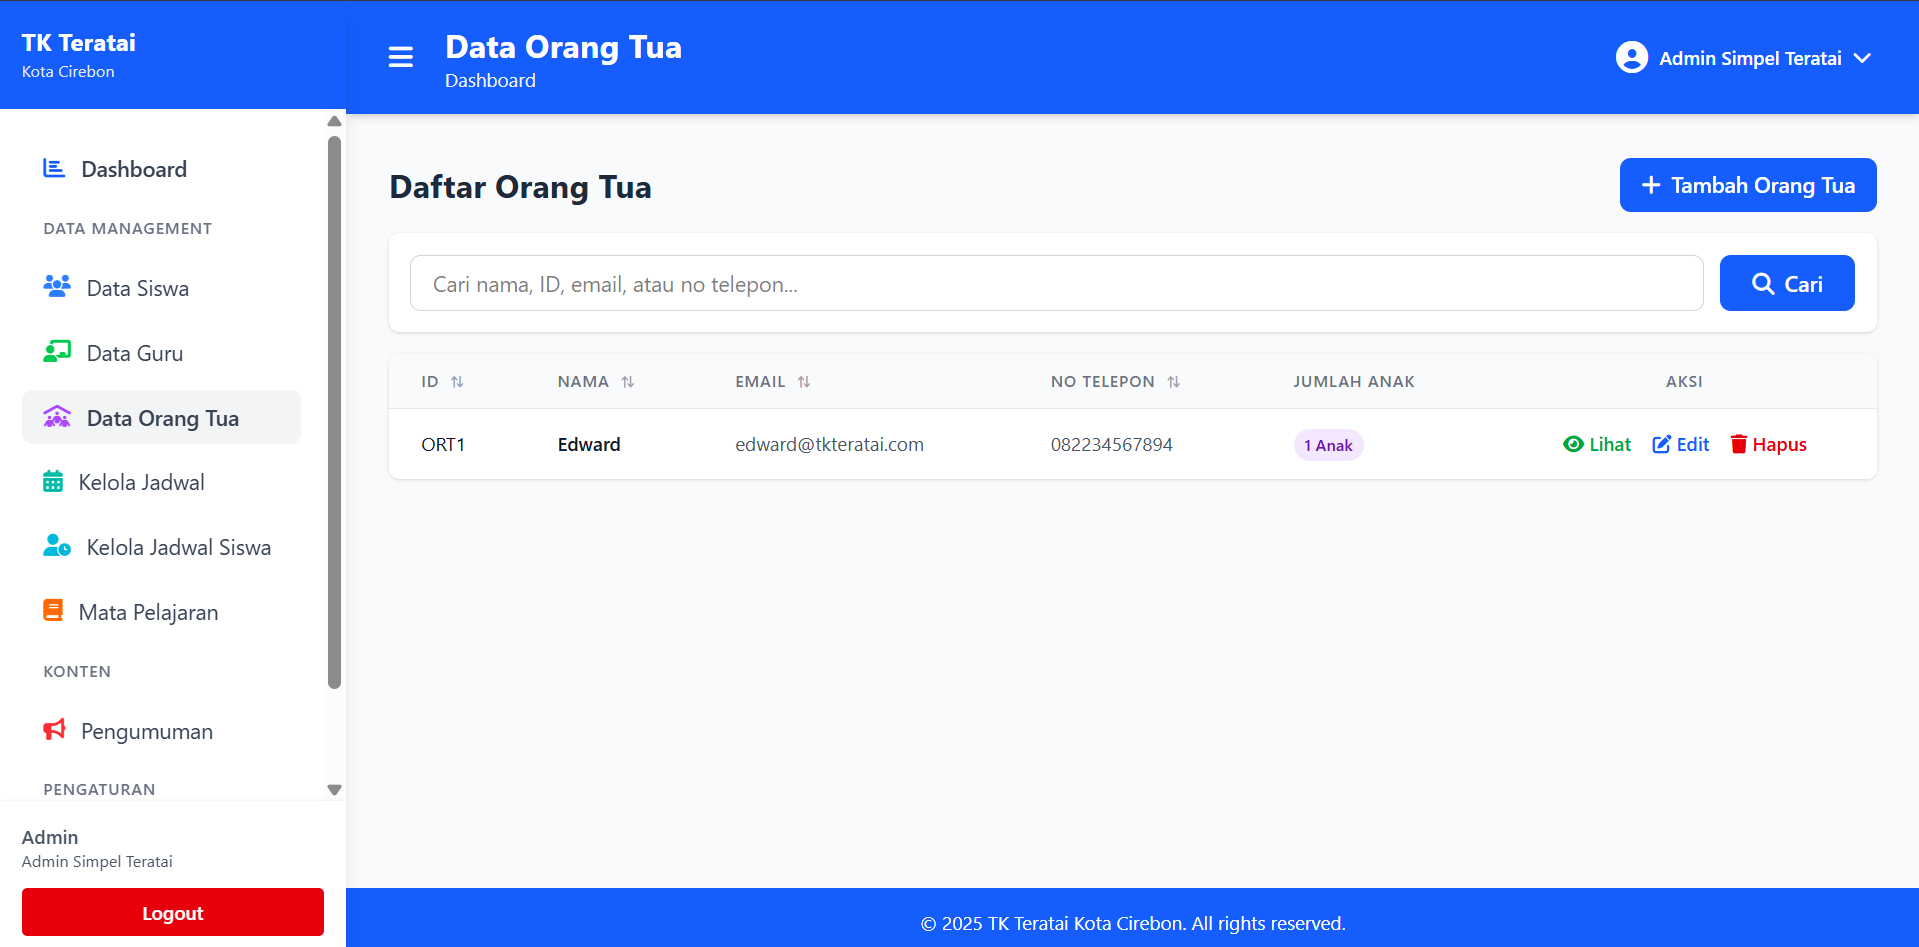 TK Teratai
Kota Cirebon
Data Orang Tua
Dashboard
Admin Simpel Teratai
Dashboard
DATA MANAGEMENT
Data Siswa
Data Guru
Data Orang Tua
Kelola Jadwal
Kelola Jadwal Siswa
Mata Pelajaran
KONTEN
Pengumuman
PENGATURAN
Admin
Admin Simpel Teratai
Logout
Daftar Orang Tua
Tambah Orang Tua
Cari nama, ID, email, atau no telepon...
Cari
ID NAMA EMAIL NO TELEPON JUMLAH ANAK AKSI
ORT1 Edward edward@tkteratai.com 082234567894 1 Anak Lihat Edit Hapus
© 2025 TK Teratai Kota Cirebon. All rights reserved.